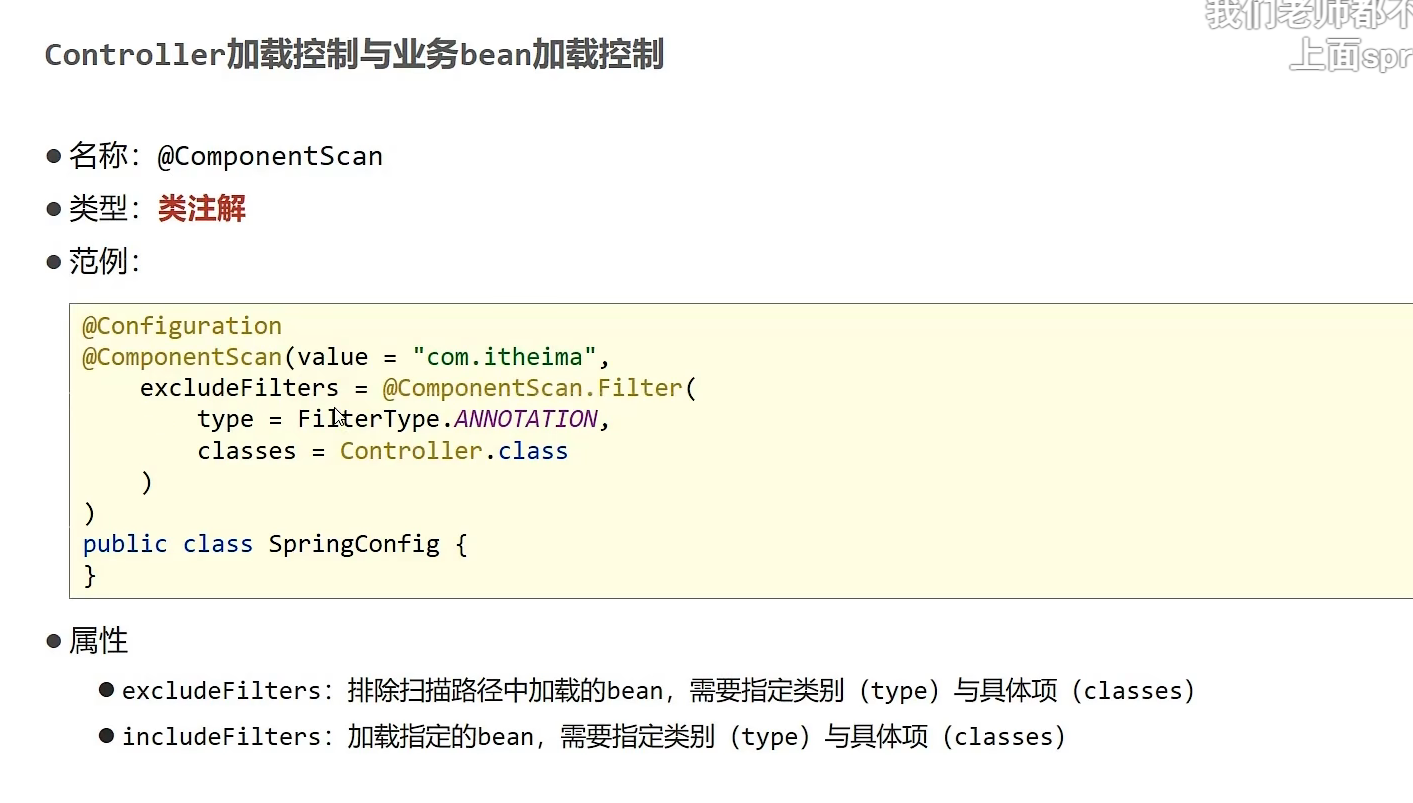 我们老师都不
上面spr
Controller加载控制与业务bean加载控制
● 名称：@ComponentScan
● 类型：类注解
● 范例：
@Configuration
@ComponentScan(value = "com.itheima",
    excludeFilters = @ComponentScan.Filter(
        type = FilterType.ANNOTATION,
        classes = Controller.class
    )
)
public class SpringConfig {
}
● 属性
● excludeFilters：排除扫描路径中加载的bean，需要指定类别（type）与具体项（classes）
● includeFilters：加载指定的bean，需要指定类别（type）与具体项（classes）